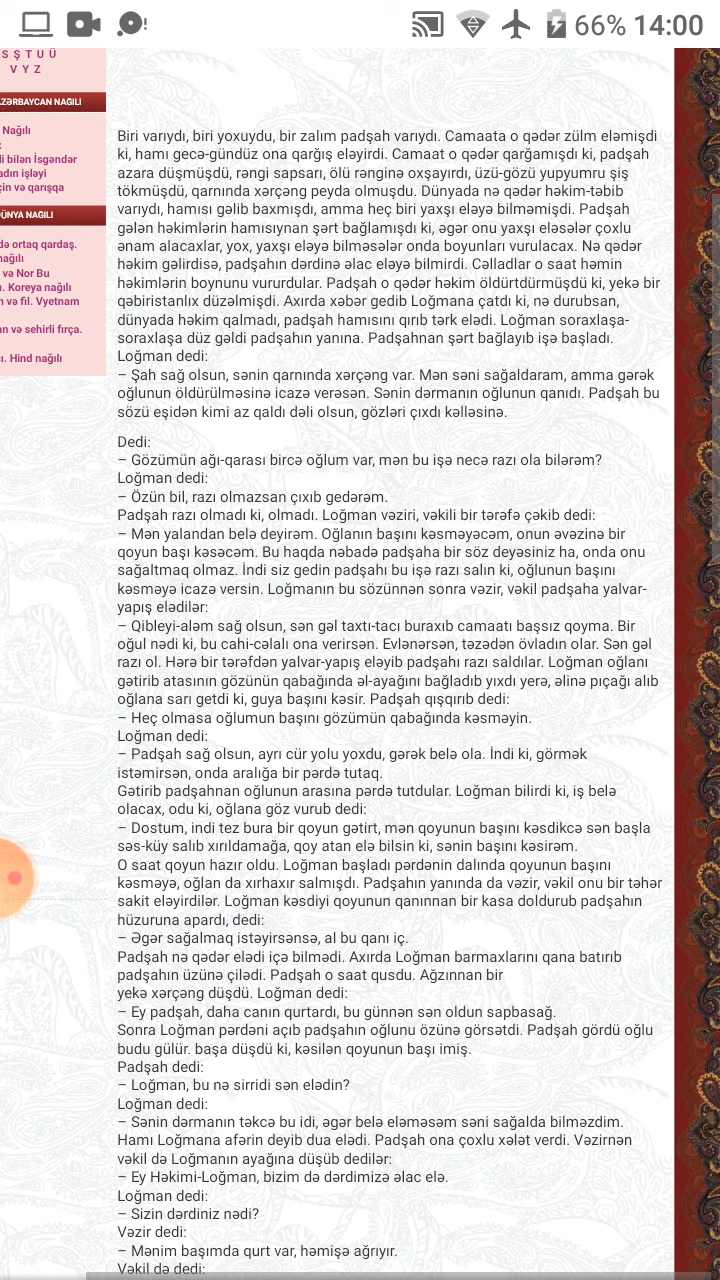 66% 14:00
S Ş T U Ü
V Y Z
ZƏRBAYCAN NAĞILI
Nağılı
di bilən İsgəndər
adın işləyi
çin və qarışqa
ÜNYA NAĞILI
də ortaq qardaş.
nağılı
və Nor Bu
ı. Koreya nağılı
n və fil. Vyetnam
ın və sehirli fırça.
ı. Hind nağılı
Biri varıydı, biri yoxuydu, bir zalım padşah varıydı. Camaata o qədər zülm eləmişdi
ki, hamı gecə-gündüz ona qarğış eləyirdi. Camaat o qədər qarğamışdı ki, padşah
azara düşmüşdü, rəngi sapsarı, ölü rənginə oxşayırdı, üzü-gözü yupyumru şiş
tökmüşdü, qarnında xərçəng peyda olmuşdu. Dünyada nə qədər həkim-təbib
varıydı, hamısı gəlib baxmışdı, amma heç biri yaxşı eləyə bilməmişdi. Padşah
gələn həkimlərin hamısıynan şərt bağlamışdı ki, əgər onu yaxşı eləsələr çoxlu
ənam alacaxlar, yox, yaxşı eləyə bilməsələr onda boyunları vurulacax. Nə qədər
həkim gəlirdisə, padşahın dərdinə əlac eləyə bilmirdi. Cəlladlar o saat həmin
həkimlərin boynunu vururdular. Padşah o qədər həkim öldürtdürmüşdü ki, yekə bir
qəbiristanlıx düzəlmişdi. Axırda xəbər gedib Loğmana çatdı ki, nə durubsan,
dünyada həkim qalmadı, padşah hamısını qırıb tərk elədi. Loğman soraxlaşa-
soraxlaşa düz gəldi padşahın yanına. Padşahnan şərt bağlayıb işə başladı.
Loğman dedi:
– Şah sağ olsun, sənin qarnında xərçəng var. Mən səni sağaldaram, amma gərək
oğlunun öldürülməsinə icazə verəsən. Sənin dərmanın oğlunun qanıdı. Padşah bu
sözü eşidən kimi az qaldı dəli olsun, gözləri çıxdı kəlləsinə.
Dedi:
– Gözümün ağı-qarası bircə oğlum var, mən bu işə necə razı ola bilərəm?
Loğman dedi:
– Özün bil, razı olmazsan çıxıb gedərəm.
Padşah razı olmadı ki, olmadı. Loğman vəziri, vəkili bir tərəfə çəkib dedi:
– Mən yalandan belə deyirəm. Oğlanın başını kəsməyəcəm, onun əvəzinə bir
qoyun başı kəsəcəm. Bu haqda nəbadə padşaha bir söz deyəsiniz ha, onda onu
sağaltmaq olmaz. İndi siz gedin padşahı bu işə razı salın ki, oğlunun başını
kəsməyə icazə versin. Loğmanın bu sözünnən sonra vəzir, vəkil padşaha yalvar-
yapış elədilər:
– Qibleyi-aləm sağ olsun, sən gəl taxtı-tacı buraxıb camaatı başsız qoyma. Bir
oğul nədi ki, bu cahi-cəlalı ona verirsən. Evlənərsən, təzədən övladın olar. Sən gəl
razı ol. Hərə bir tərəfdən yalvar-yapış eləyib padşahı razı saldılar. Loğman oğlanı
gətirib atasının gözünün qabağında əl-ayağını bağladıb yıxdı yerə, əlinə pıçağı alıb
oğlana sarı getdi ki, guya başını kəsir. Padşah qışqırıb dedi:
– Heç olmasa oğlumun başını gözümün qabağında kəsməyin.
Loğman dedi:
– Padşah sağ olsun, ayrı cür yolu yoxdu, gərək belə ola. İndi ki, görmək
istəmirsən, onda aralığa bir pərdə tutaq.
Gətirib padşahnan oğlunun arasına pərdə tutdular. Loğman bilirdi ki, iş belə
olacax, odu ki, oğlana göz vurub dedi:
– Dostum, indi tez bura bir qoyun gətirt, mən qoyunun başını kəsdikcə sən başla
səs-küy salıb xırıldamağa, qoy atan elə bilsin ki, sənin başını kəsirəm.
O saat qoyun hazır oldu. Loğman başladı pərdənin dalında qoyunun başını
kəsməyə, oğlan da xırhaxır salmışdı. Padşahın yanında da vəzir, vəkil onu bir təhər
sakit eləyirdilər. Loğman kəsdiyi qoyunun qanınnan bir kasa doldurub padşahın
hüzuruna apardı, dedi:
– Əgər sağalmaq istəyirsənsə, al bu qanı iç.
Padşah nə qədər elədi içə bilmədi. Axırda Loğman barmaxlarını qana batırıb
padşahın üzünə çilədi. Padşah o saat qusdu. Ağzınnan bir
yekə xərçəng düşdü. Loğman dedi:
– Ey padşah, daha canın qurtardı, bu günnən sən oldun sapbasağ.
Sonra Loğman pərdəni açıb padşahın oğlunu özünə görsətdi. Padşah gördü oğlu
budu gülür. başa düşdü ki, kəsilən qoyunun başı imiş.
Padşah dedi:
– Loğman, bu nə sirridi sən elədin?
Loğman dedi:
– Sənin dərmanın təkcə bu idi, əgər belə eləməsəm səni sağalda bilməzdim.
Hamı Loğmana afərin deyib dua elədi. Padşah ona çoxlu xələt verdi. Vəzirnən
vəkil də Loğmanın ayağına düşüb dedilər:
– Ey Həkimi-Loğman, bizim də dərdimizə əlac elə.
Loğman dedi:
– Sizin dərdiniz nədi?
Vəzir dedi:
– Mənim başımda qurt var, həmişə ağrıyır.
Vəkil də dedi: